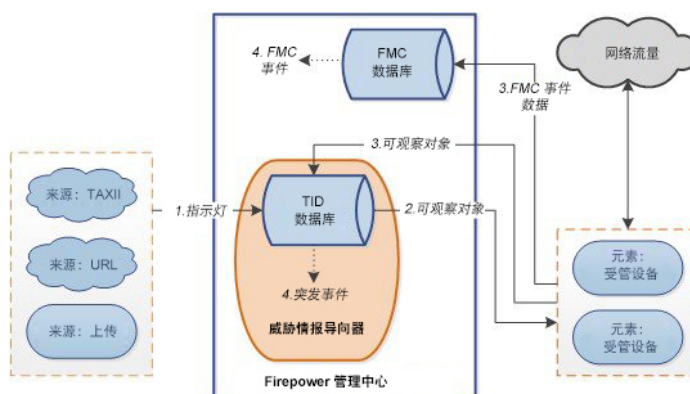 4. FMC
事件
FMC
数据库
网络流量
3.FMC 事件
数据
3.可观察对象
来源：TAXII
1.指示灯
TID
数据库
2.可观察对象
来源：URL
元素：
受管设备
4.突发事件
来源：上传
威胁情报导向器
元素：
受管设备
Firepower 管理中心